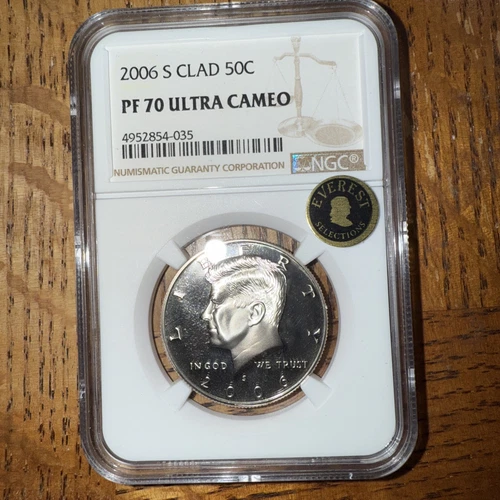 2006 S CLAD 50C
PF 70 ULTRA CAMEO
4952854-035
NUMISMATIC GUARANTY CORPORATION
NGC®
EVEREST
SELECTIONS
LIBERTY
IN GOD WE TRUST
S
2006